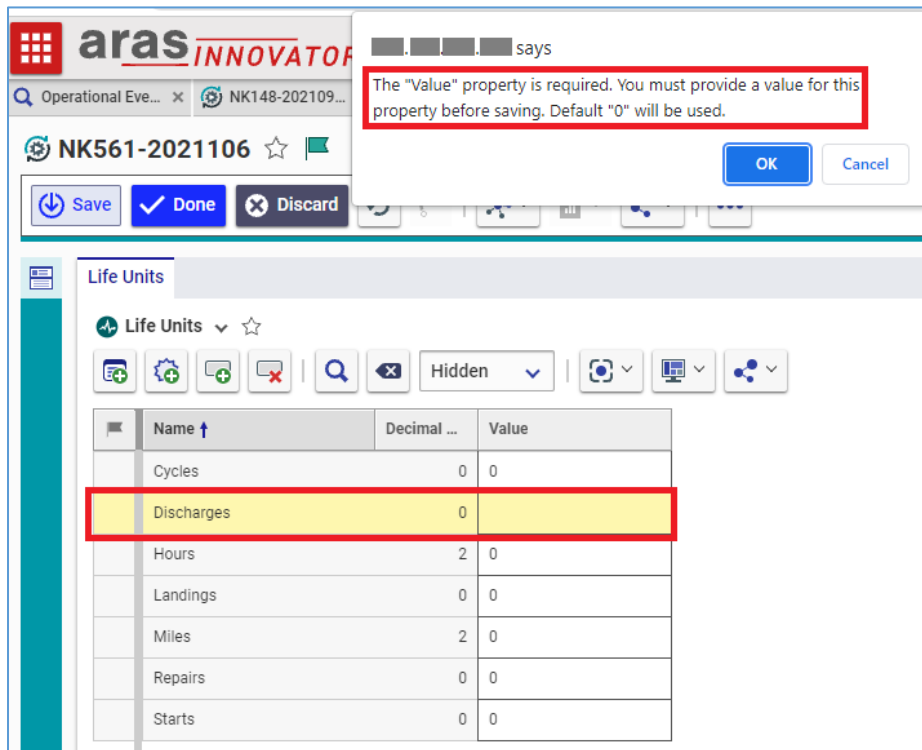 aras INNOVATOR
. . . says
The "Value" property is required. You must provide a value for this
property before saving. Default "0" will be used.
OK Cancel
Operational Eve... × NK148-202109...
NK561-2021106
Save Done Discard
Life Units
Life Units
Hidden
Name Decimal ... Value
Cycles 0 0
Discharges 0
Hours 2 0
Landings 0 0
Miles 2 0
Repairs 0 0
Starts 0 0